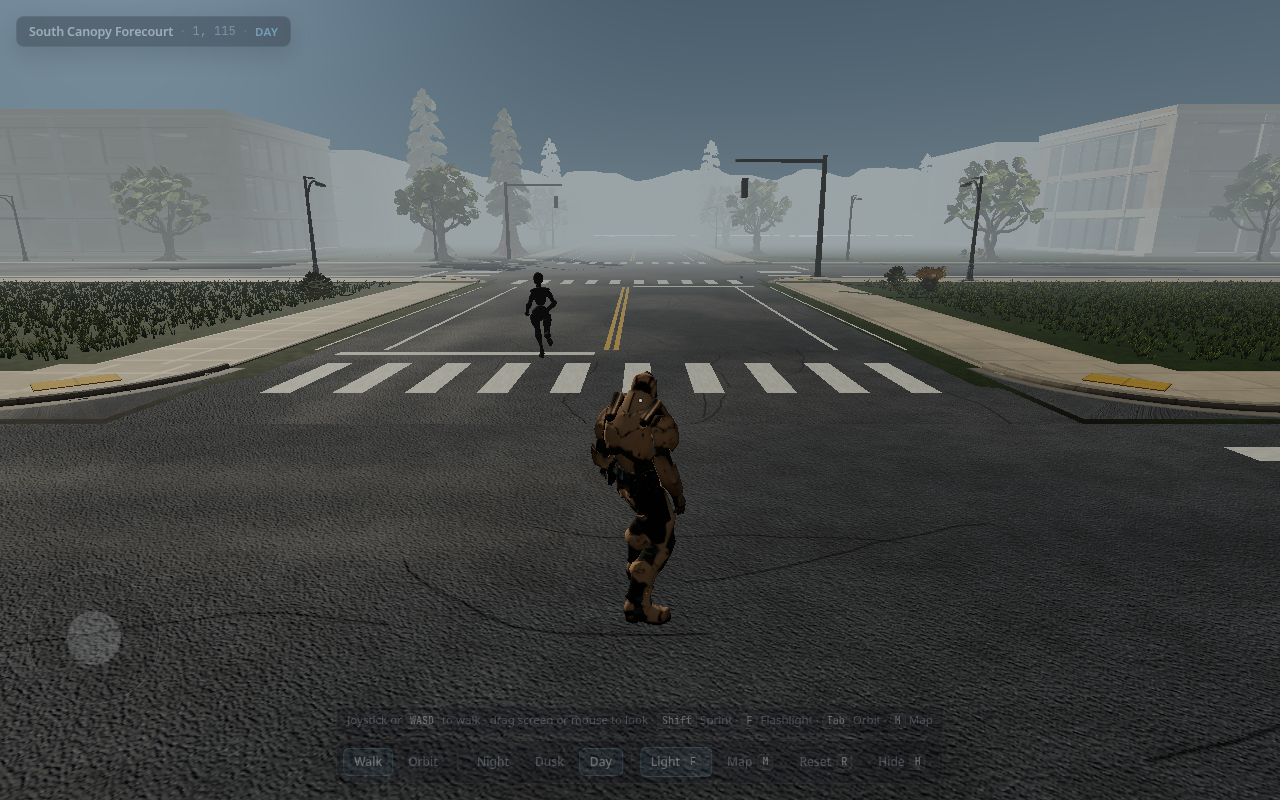 South Canopy Forecourt · 1, 115 · DAY
Joystick or WASD to walk · drag screen or mouse to look · Shift Sprint · F Flashlight · Tab Orbit · M Map
Walk Orbit Night Dusk Day Light F Map M Reset R Hide H